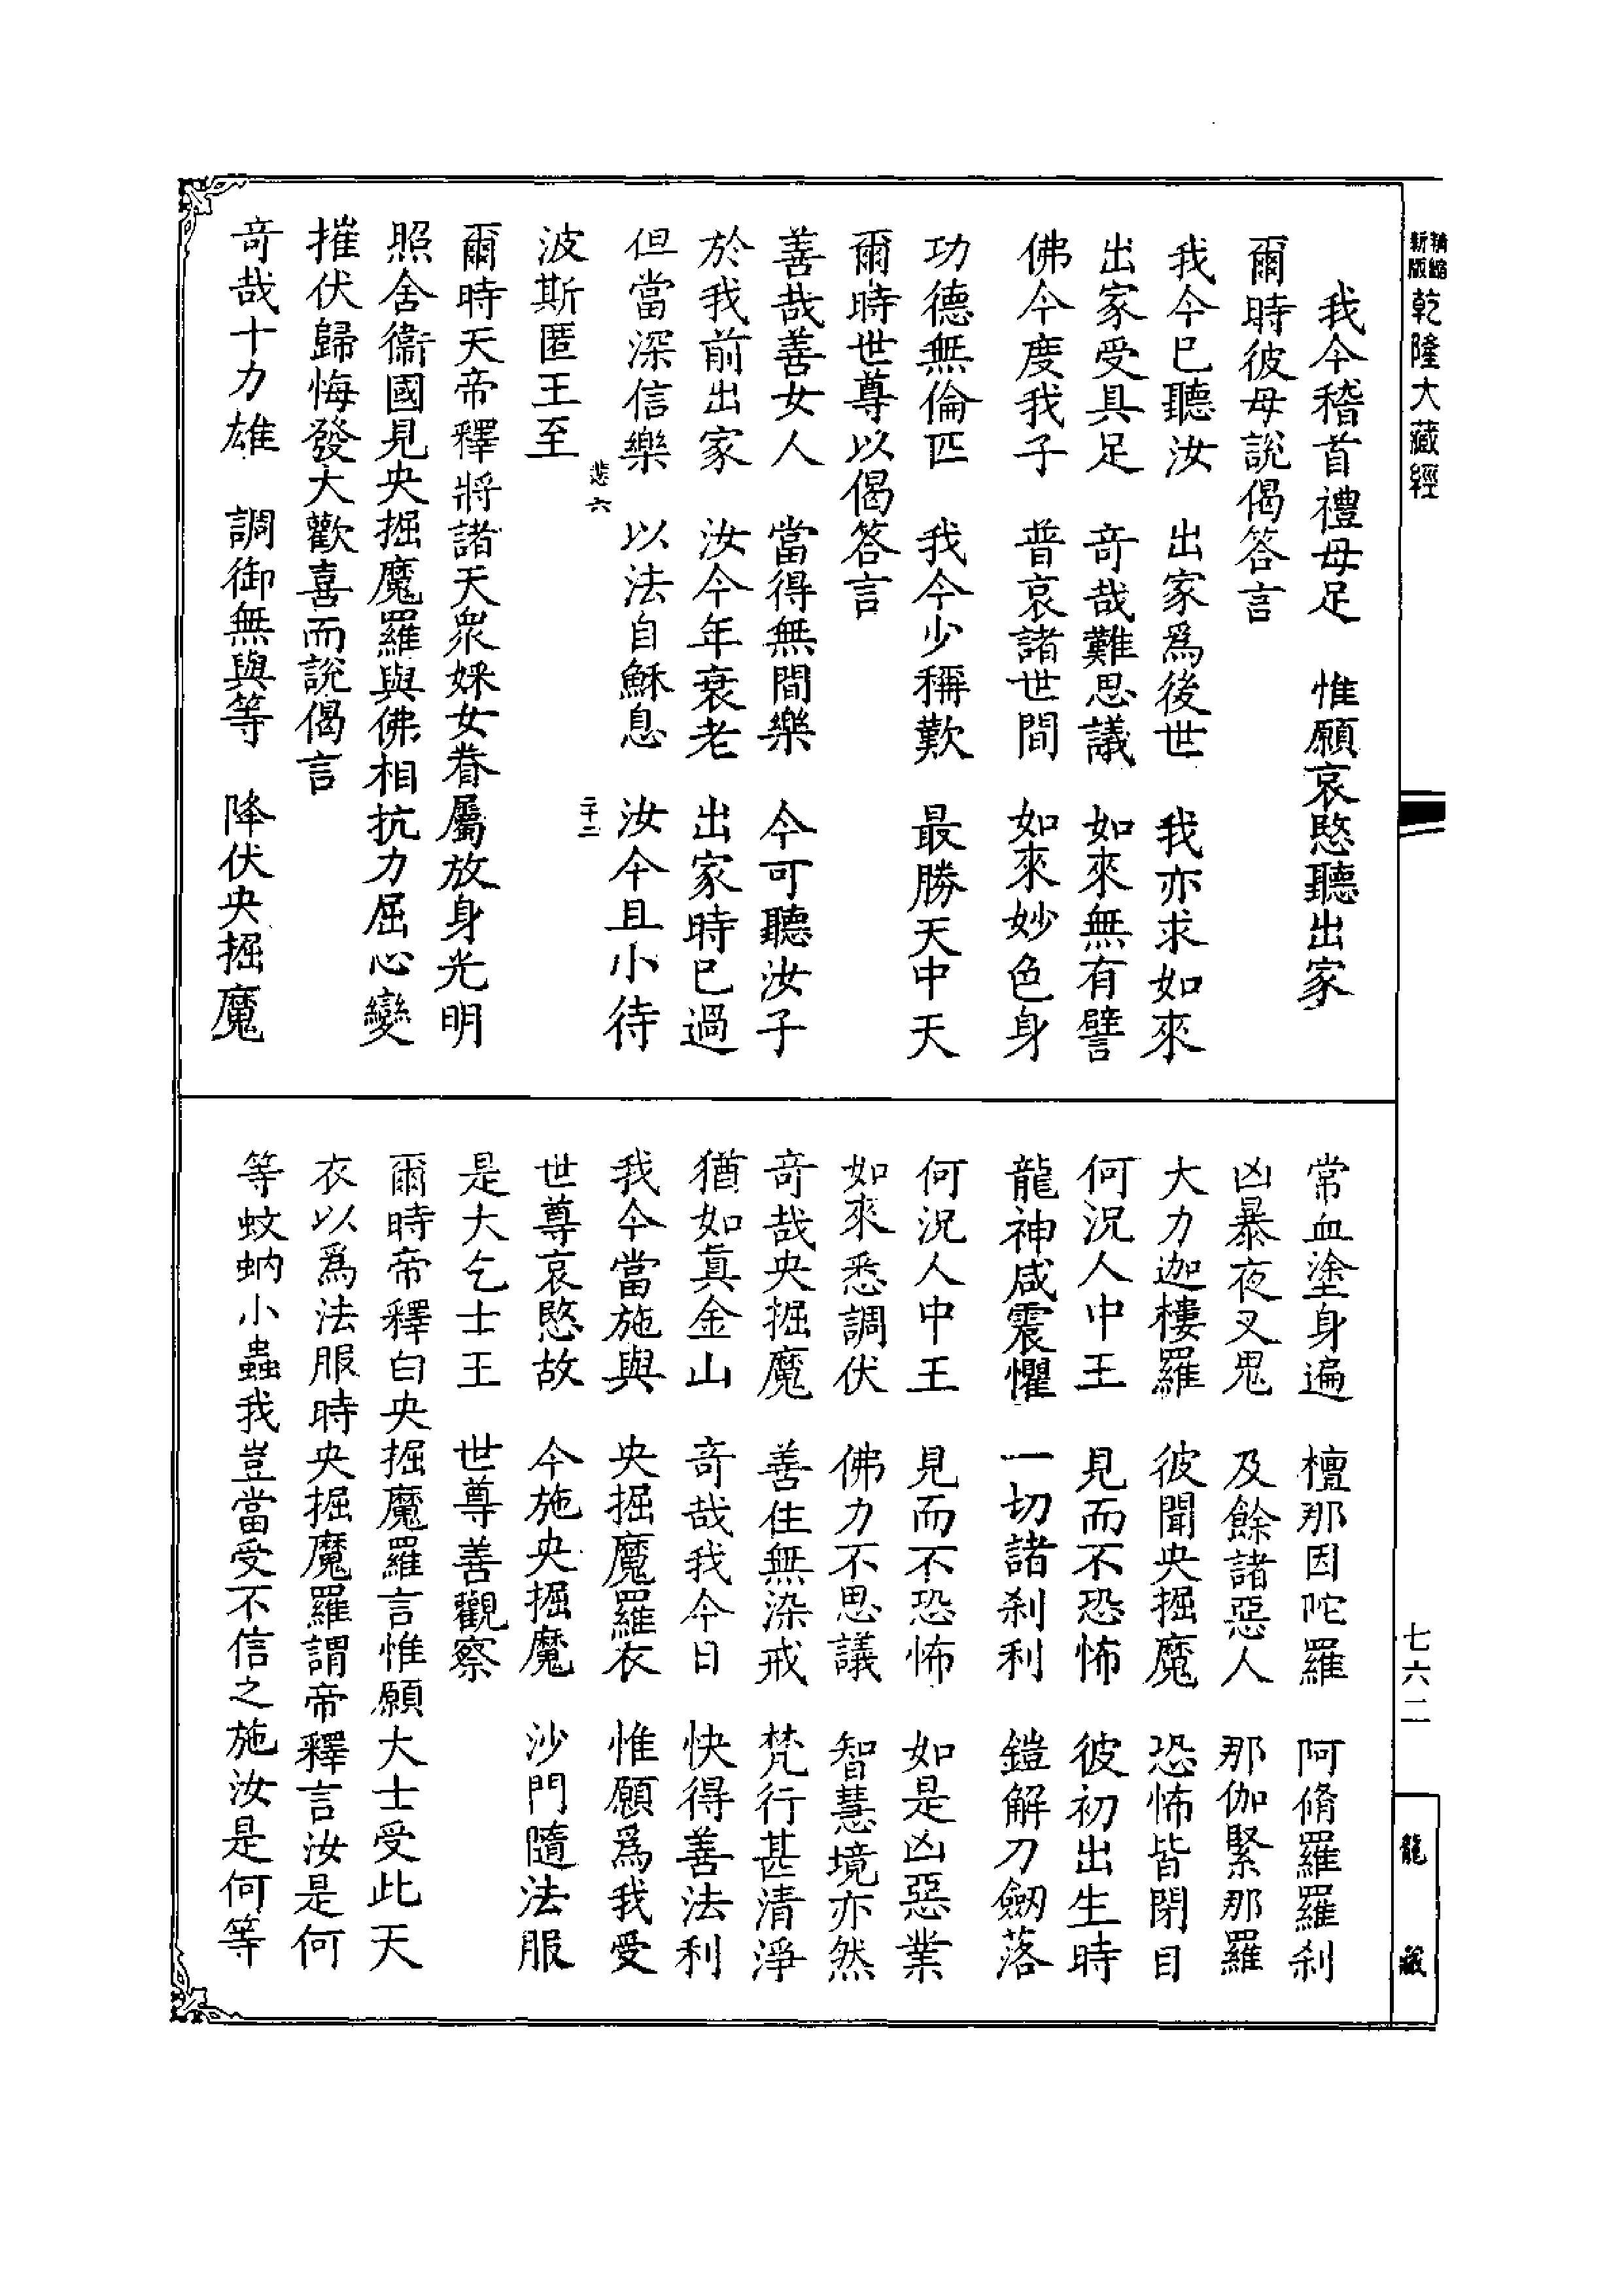 精縮
新版
乾隆大藏經
我今稽首禮母足　惟願哀愍聽出家
爾時彼母說偈答言
我今已聽汝　出家爲後世　我亦求如來
出家受具足　奇哉難思議　如來無有譬
佛今度我子　普哀諸世間　如來妙色身
功德無倫匹　我今少稱歎　最勝天中天
爾時世尊以偈答言
善哉善女人　當得無間樂　今可聽汝子
於我前出家　汝今年衰老　出家時已過
但當深信樂　以法自穌息　汝今且小待
悲六　二十二
波斯匿王至
爾時天帝釋將諸天衆婇女眷屬放身光明
照舍衞國見央掘魔羅與佛相抗力屈心變
摧伏歸悔發大歡喜而說偈言
奇哉十力雄　調御無與等　降伏央掘魔
常血塗身遍　檀那因陀羅　阿脩羅羅剎
凶暴夜叉鬼　及餘諸惡人　那伽緊那羅
大力迦樓羅　彼聞央掘魔　恐怖皆閉目
何況人中王　見而不恐怖　彼初出生時
龍神咸震懼　一切諸剎利　鎧解刀劒落
何況人中王　見而不恐怖　如是凶惡業
如來悉調伏　佛力不思議　智慧境亦然
奇哉央掘魔　善住無染戒　梵行甚清淨
猶如眞金山　奇哉我今日　快得善法利
我今當施與　央掘魔羅衣　惟願爲我受
世尊哀愍故　今施央掘魔　沙門隨法服
是大乞士王　世尊善觀察
爾時帝釋白央掘魔羅言惟願大士受此天
衣以爲法服時央掘魔羅謂帝釋言汝是何
等蚊蚋小蟲我豈當受不信之施汝是何等
七六二
龍藏